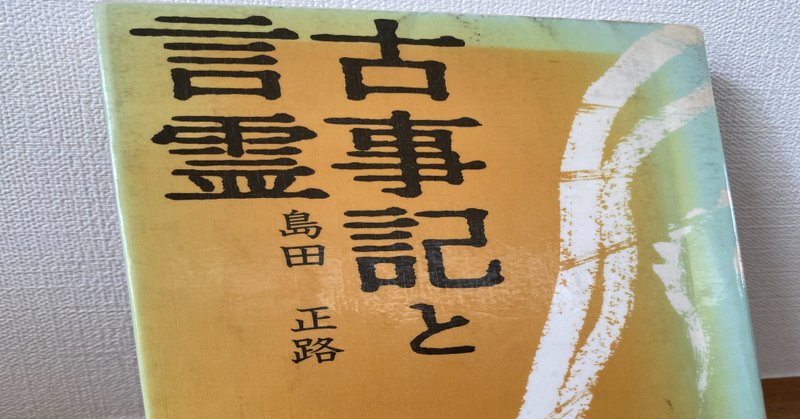 古事記と
言霊
島田 正路